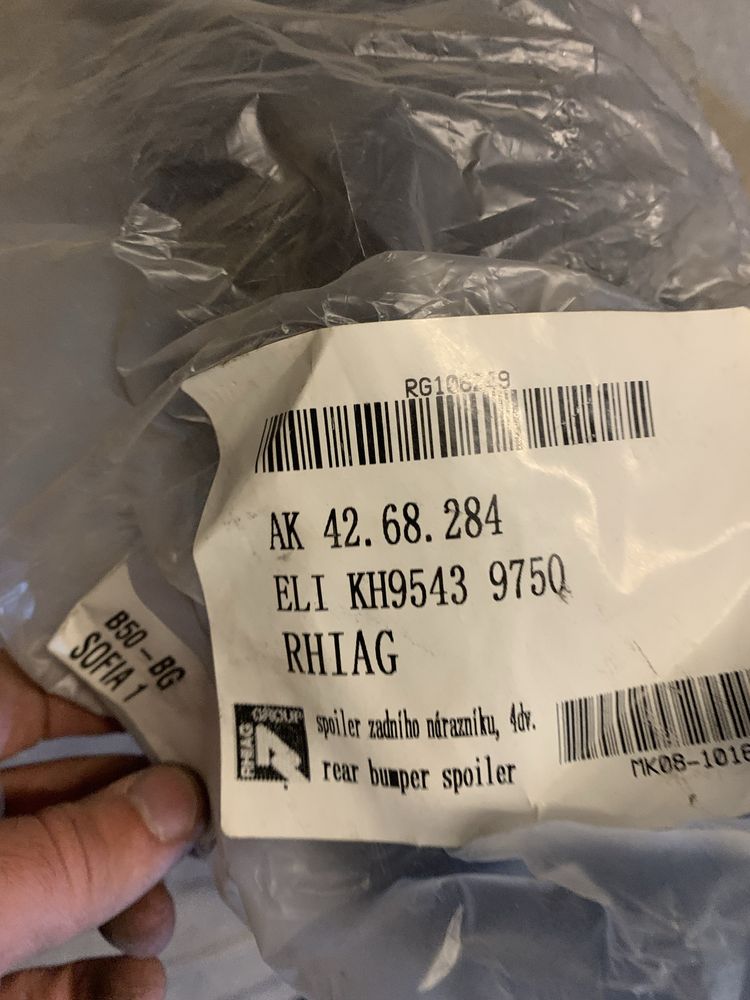 AK 42.68.284
ELI KH9543 975Q
RHIAG
RHIAG GROUP
spoiler zadního nárazníku, 4dv.
rear bumper spoiler
MK08-1016
B50-BG
SOFIA 1